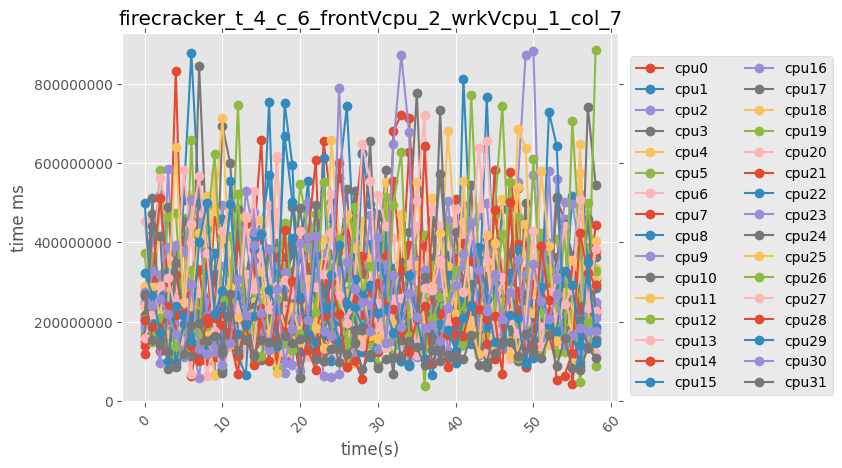 firecracker_t_4_c_6_frontVcpu_2_wrkVcpu_1_col_7
time ms
800000000
600000000
400000000
200000000
0
0
10
20
30
40
50
60
time(s)
cpu0
cpu1
cpu2
cpu3
cpu4
cpu5
cpu6
cpu7
cpu8
cpu9
cpu10
cpu11
cpu12
cpu13
cpu14
cpu15
cpu16
cpu17
cpu18
cpu19
cpu20
cpu21
cpu22
cpu23
cpu24
cpu25
cpu26
cpu27
cpu28
cpu29
cpu30
cpu31